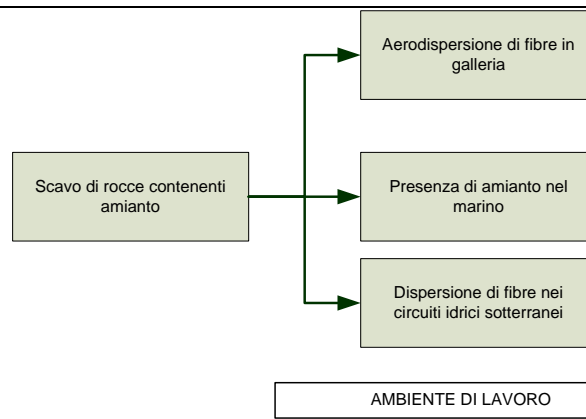 Aerodispersione di fibre in
galleria
Scavo di rocce contenenti
amianto
Presenza di amianto nel
marino
Dispersione di fibre nei
circuiti idrici sotterranei
AMBIENTE DI LAVORO